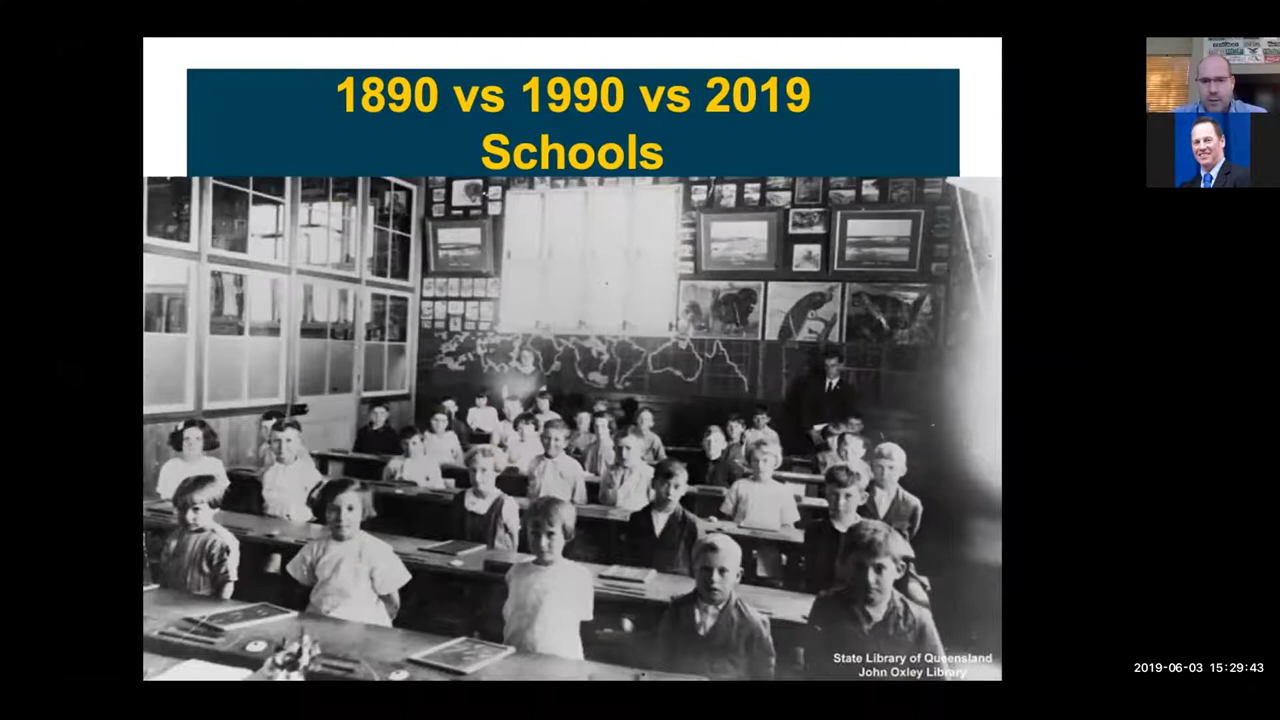 1890 vs 1990 vs 2019
Schools
State Library of Queensland
John Oxley Library
2019-06-03 15:29:43